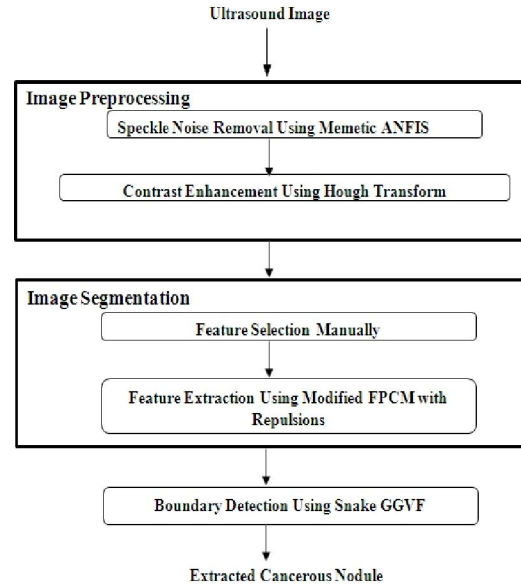 Ultrasound Image
Image Preprocessing
Speckle Noise Removal Using Memetic ANFIS
Contrast Enhancement Using Hough Transform
Image Segmentation
Feature Selection Manually
Feature Extraction Using Modified FPCM with
Repulsions
Boundary Detection Using Snake GGVF
Extracted Cancerous Nodule